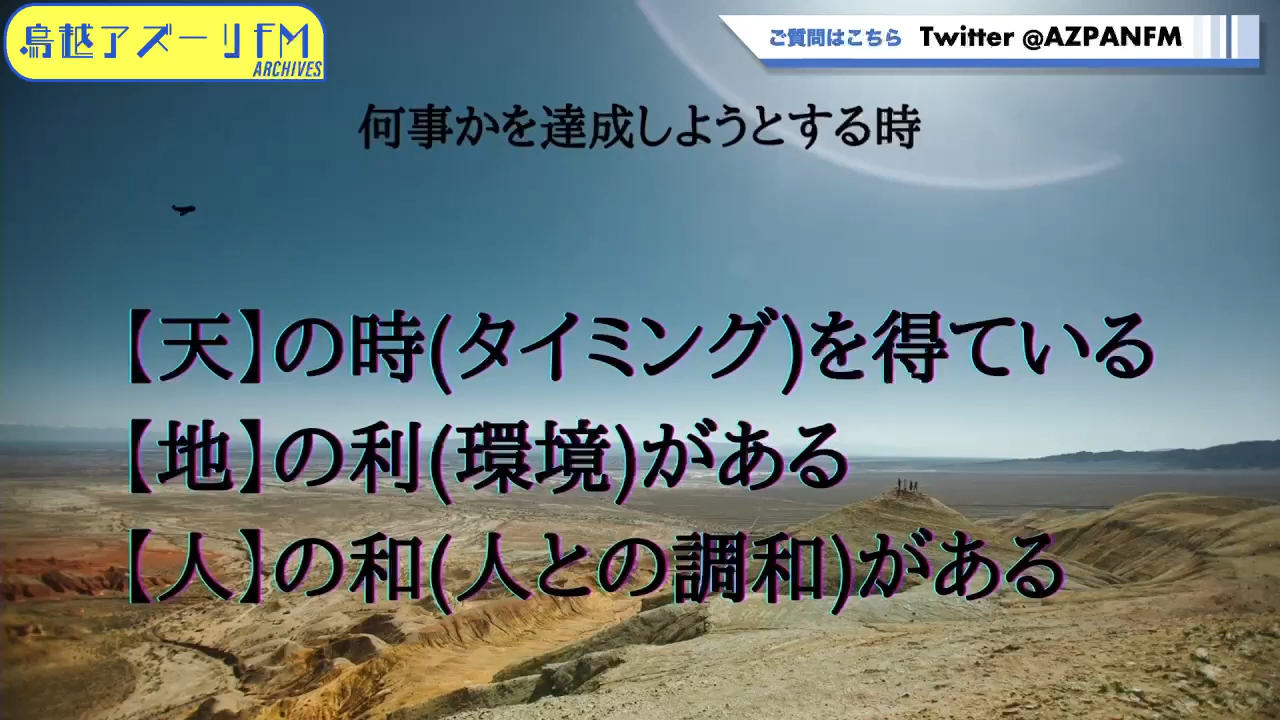 鳥越アズーリFM
ARCHIVES
ご質問はこちら Twitter @AZPANFM
何事かを達成しようとする時
【天】の時(タイミング)を得ている
【地】の利(環境)がある
【人】の和(人との調和)がある